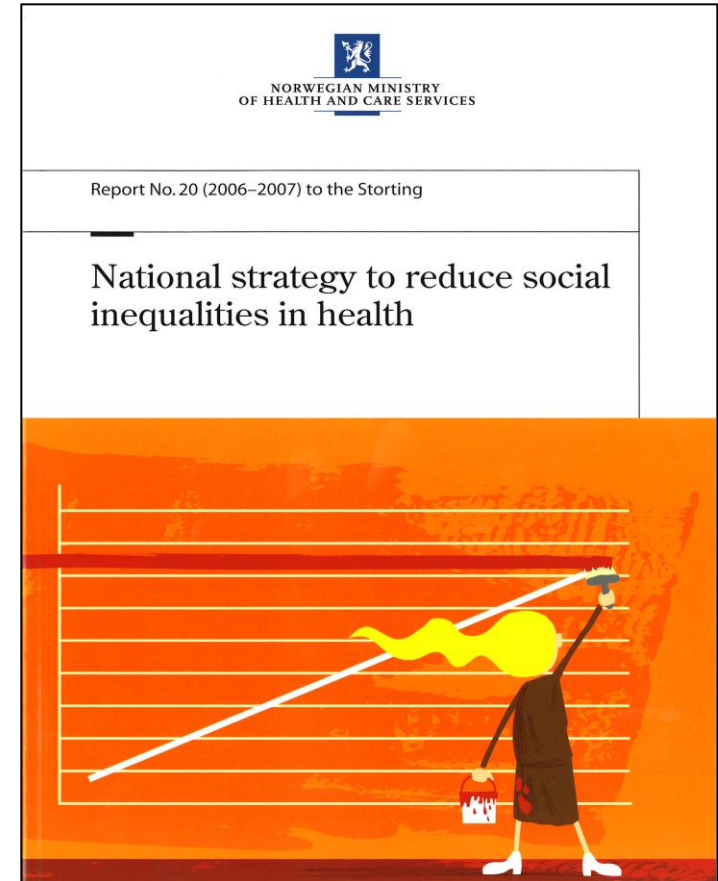 NORWEGIAN MINISTRY
OF HEALTH AND CARE SERVICES
Report No. 20 (2006–2007) to the Storting
National strategy to reduce social
inequalities in health